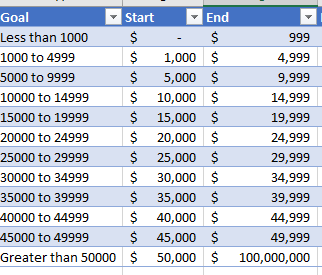 Goal Start End
Less than 1000 $ - $ 999
1000 to 4999 $ 1,000 $ 4,999
5000 to 9999 $ 5,000 $ 9,999
10000 to 14999 $ 10,000 $ 14,999
15000 to 19999 $ 15,000 $ 19,999
20000 to 24999 $ 20,000 $ 24,999
25000 to 29999 $ 25,000 $ 29,999
30000 to 34999 $ 30,000 $ 34,999
35000 to 39999 $ 35,000 $ 39,999
40000 to 44999 $ 40,000 $ 44,999
45000 to 49999 $ 45,000 $ 49,999
Greater than 50000 $ 50,000 $ 100,000,000